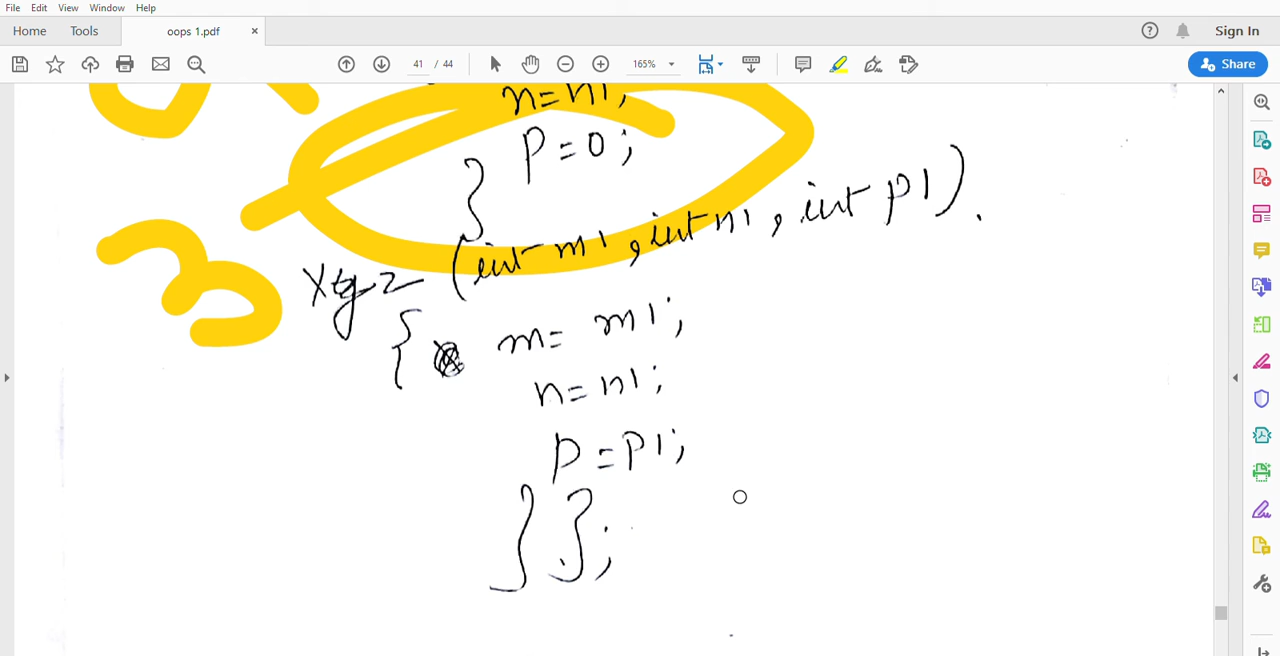 File Edit View Window Help
Home Tools oops 1.pdf × Sign In
41 / 44 165% Share
n=n1;
p=0;
}
(int m1, int n1, int p1).
{ m= m1;
n=n1;
p=p1;
} };
3